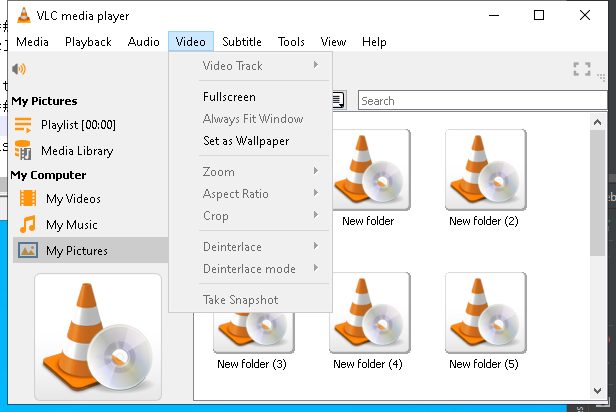 VLC media player
Media Playback Audio Video Subtitle Tools View Help
Video Track
Fullscreen
Always Fit Window
Set as Wallpaper
Zoom
Aspect Ratio
Crop
Deinterlace
Deinterlace mode
Take Snapshot
My Pictures
Playlist [00:00]
Media Library
My Computer
My Videos
My Music
My Pictures
Search
New folder
New folder (2)
New folder (3)
New folder (4)
New folder (5)